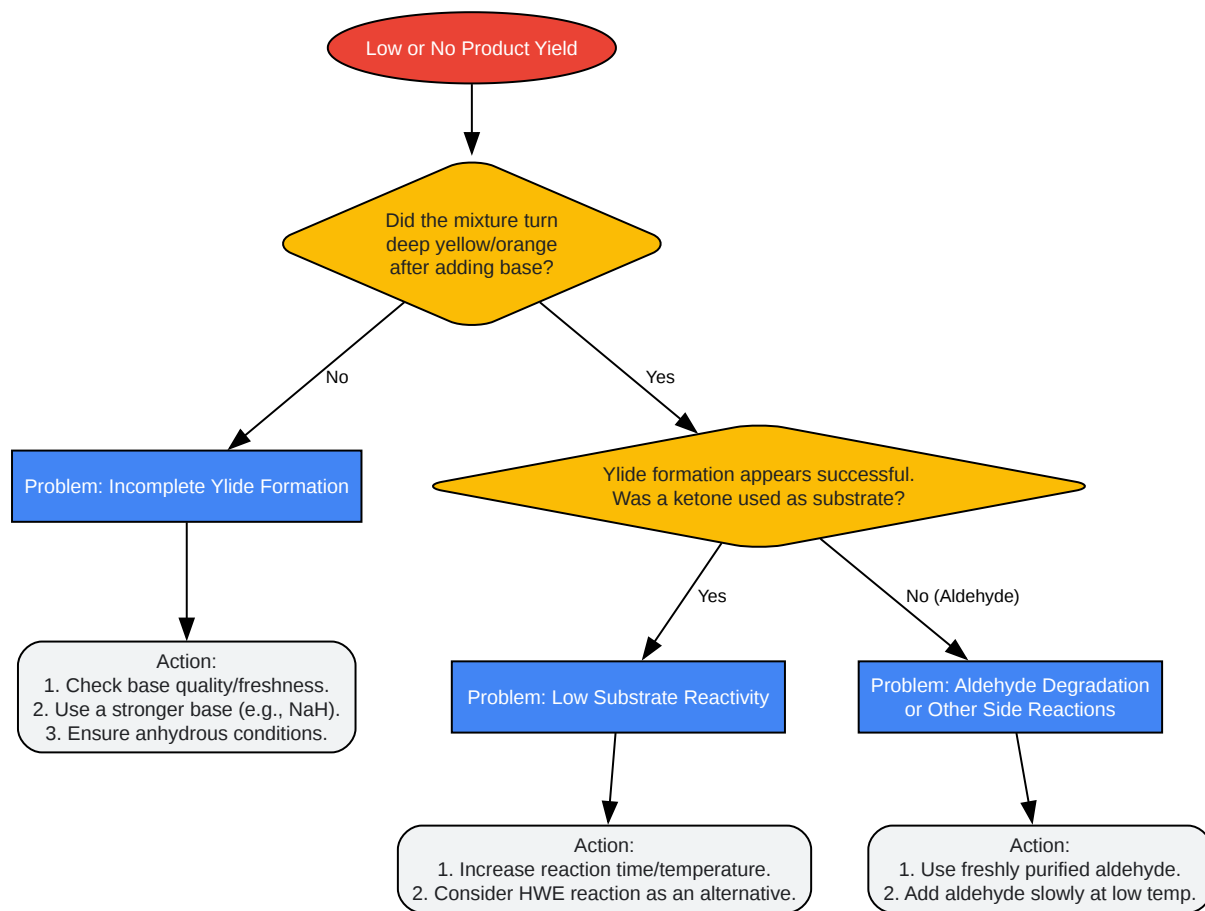 Low or No Product Yield
Did the mixture turn
deep yellow/orange
after adding base?
No
Yes
Problem: Incomplete Ylide Formation
Ylide formation appears successful.
Was a ketone used as substrate?
Yes
No (Aldehyde)
Action:
1. Check base quality/freshness.
2. Use a stronger base (e.g., NaH).
3. Ensure anhydrous conditions.
Problem: Low Substrate Reactivity
Problem: Aldehyde Degradation
or Other Side Reactions
Action:
1. Increase reaction time/temperature.
2. Consider HWE reaction as an alternative.
Action:
1. Use freshly purified aldehyde.
2. Add aldehyde slowly at low temp.